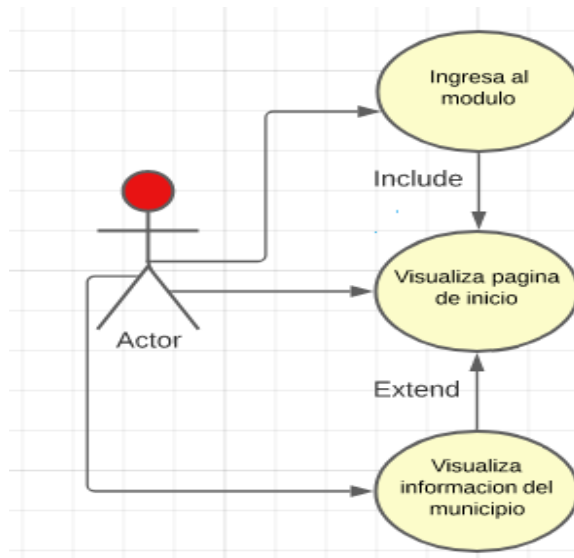 Ingresa al
modulo
Include
Visualiza pagina
de inicio
Actor
Extend
Visualiza
informacion del
municipio